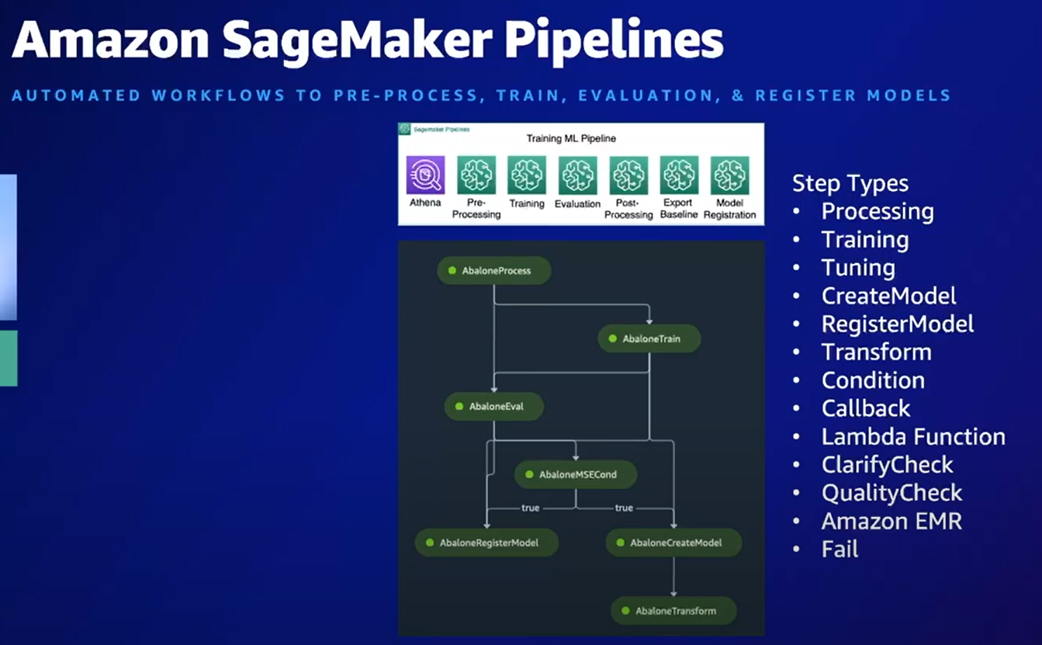 Amazon SageMaker Pipelines
AUTOMATED WORKFLOWS TO PRE-PROCESS, TRAIN, EVALUATION, & REGISTER MODELS
Sagemaker Pipelines
Training ML Pipeline
Athena
Pre-
Processing
Training
Evaluation
Post-
Processing
Export
Baseline
Model
Registration
AbaloneProcess
AbaloneTrain
AbaloneEval
AbaloneMSECond
true
true
AbaloneRegisterModel
AbaloneCreateModel
AbaloneTransform
Step Types
• Processing
• Training
• Tuning
• CreateModel
• RegisterModel
• Transform
• Condition
• Callback
• Lambda Function
• ClarifyCheck
• QualityCheck
• Amazon EMR
• Fail